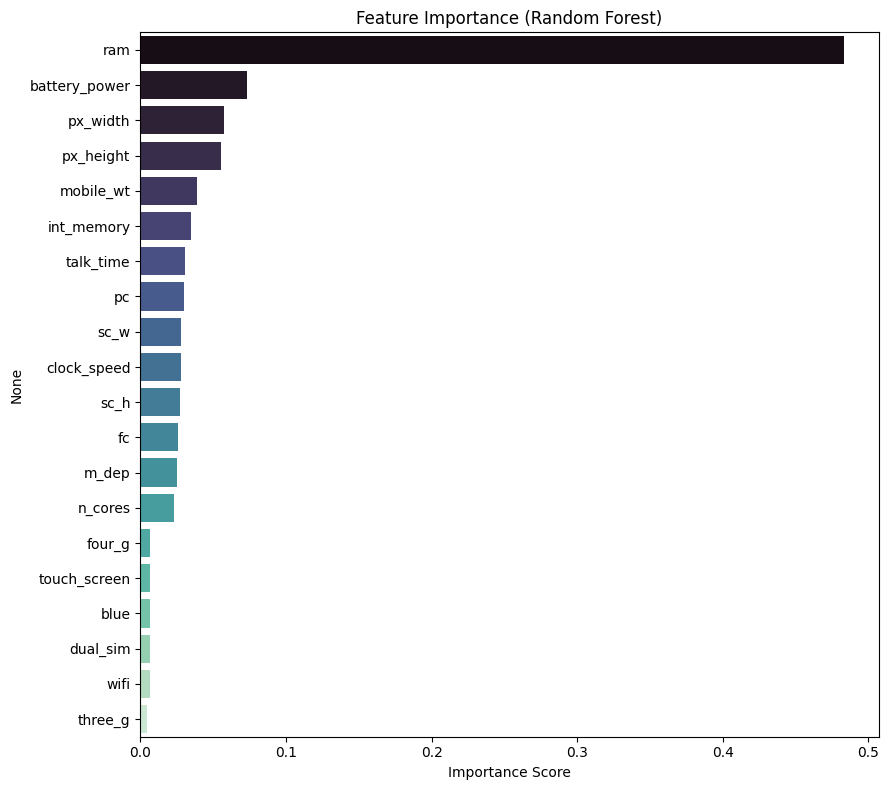 Feature Importance (Random Forest)
None
ram
battery_power
px_width
px_height
mobile_wt
int_memory
talk_time
pc
sc_w
clock_speed
sc_h
fc
m_dep
n_cores
four_g
touch_screen
blue
dual_sim
wifi
three_g
0.0 0.1 0.2 0.3 0.4 0.5
Importance Score